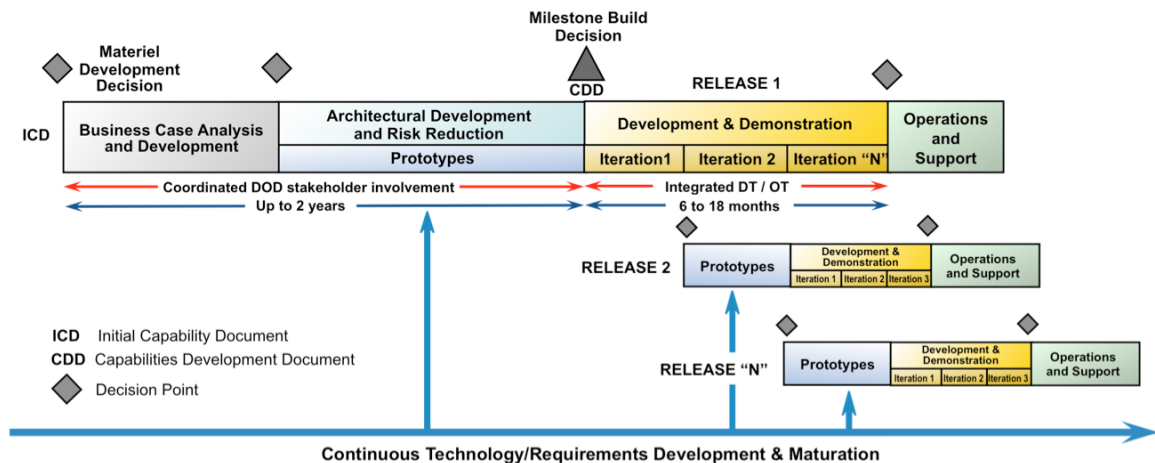 Milestone Build
Decision
Materiel
Development
Decision
CDD
RELEASE 1
ICD
Business Case Analysis
and Development
Architectural Development
and Risk Reduction
Prototypes
Development & Demonstration
Iteration1
Iteration 2
Iteration “N”
Operations
and
Support
Coordinated DOD stakeholder involvement
Integrated DT / OT
Up to 2 years
6 to 18 months
RELEASE 2
Prototypes
Development &
Demonstration
Iteration 1
Iteration 2
Iteration 3
Operations
and Support
RELEASE “N”
Prototypes
Development &
Demonstration
Iteration 1
Iteration 2
Iteration 3
Operations
and Support
ICD Initial Capability Document
CDD Capabilities Development Document
Decision Point
Continuous Technology/Requirements Development & Maturation